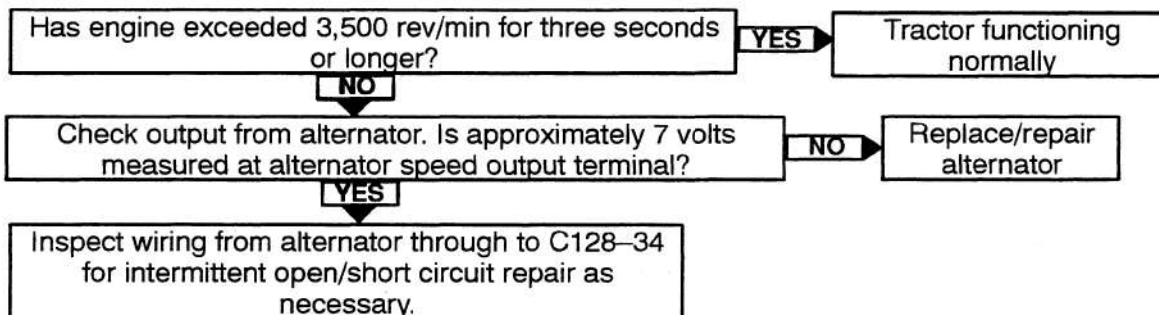 Has engine exceeded 3,500 rev/min for three seconds
or longer?
YES
Tractor functioning
normally
NO
Check output from alternator. Is approximately 7 volts
measured at alternator speed output terminal?
NO
Replace/repair
alternator
YES
Inspect wiring from alternator through to C128–34
for intermittent open/short circuit repair as
necessary.